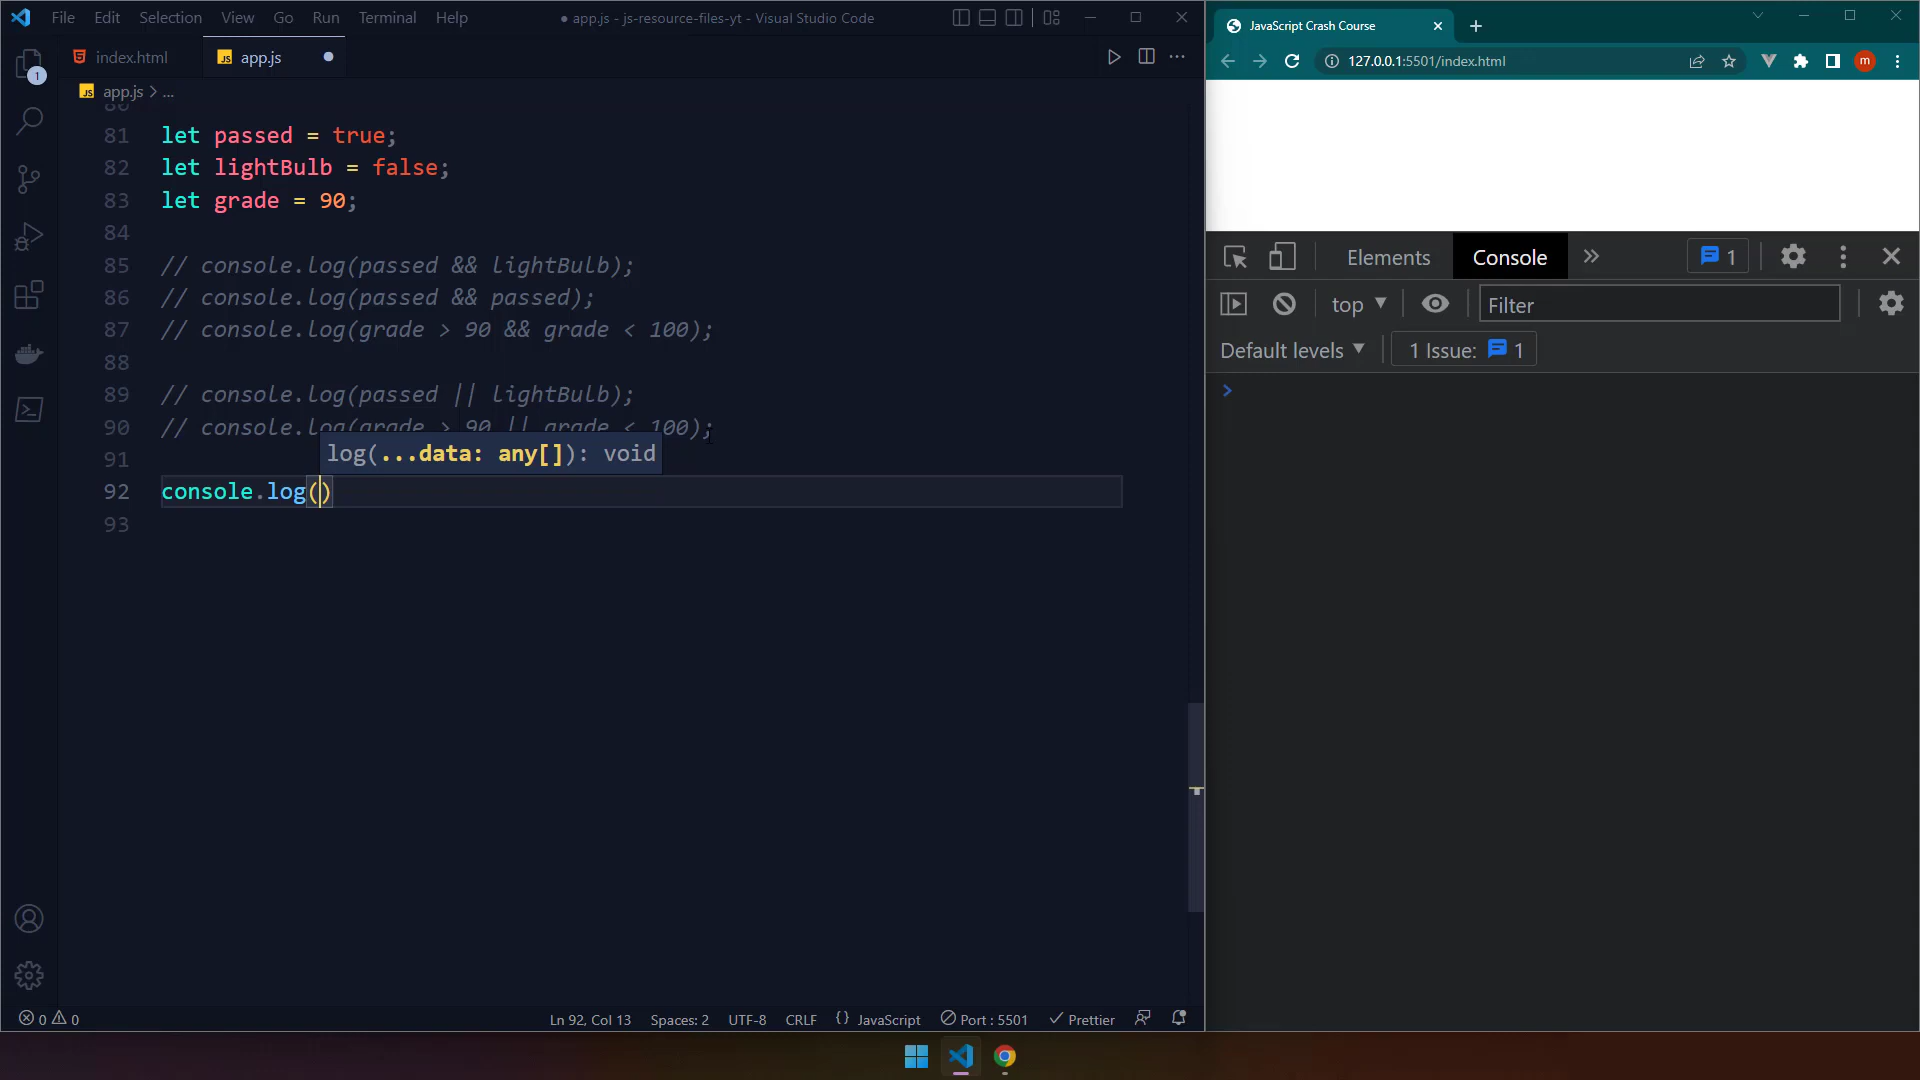 File Edit Selection View Go Run Terminal Help
● app.js - js-resource-files-yt - Visual Studio Code
1
index.html
JS app.js
JS app.js > ...
80
81 let passed = true;
82 let lightBulb = false;
83 let grade = 90;
84
85 // console.log(passed && lightBulb);
86 // console.log(passed && passed);
87 // console.log(grade > 90 && grade < 100);
88
89 // console.log(passed || lightBulb);
90 // console.log(grade > 90 || grade < 100);
91
log(...data: any[]): void
92 console.log()
93
0 0
Ln 92, Col 13 Spaces: 2 UTF-8 CRLF {} JavaScript Port : 5501 Prettier
JavaScript Crash Course
127.0.0.1:5501/index.html
m
Elements Console 1
top Filter
Default levels 1 Issue: 1
>